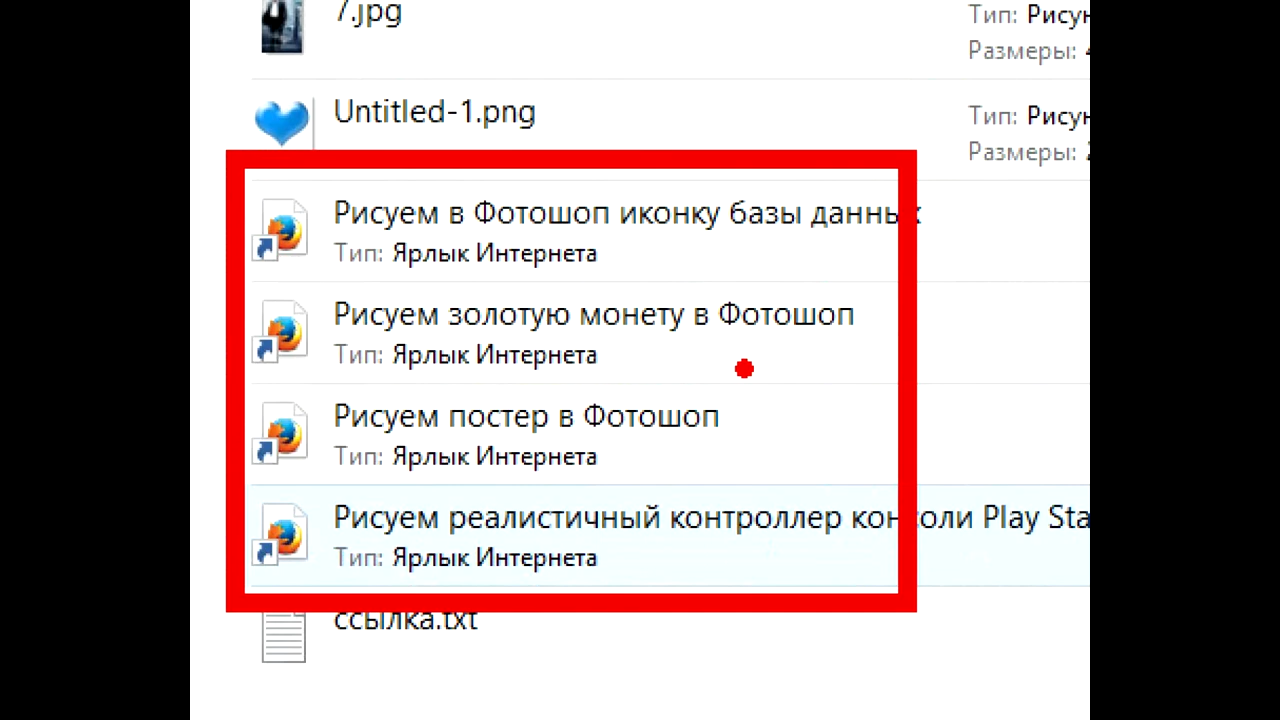 7.jpg
Тип: Рисун
Размеры:
Untitled-1.png
Тип: Рисун
Размеры:
Рисуем в Фотошоп иконку базы данных
Тип: Ярлык Интернета
Рисуем золотую монету в Фотошоп
Тип: Ярлык Интернета
Рисуем постер в Фотошоп
Тип: Ярлык Интернета
Рисуем реалистичный контроллер консоли Play Sta
Тип: Ярлык Интернета
ссылка.txt